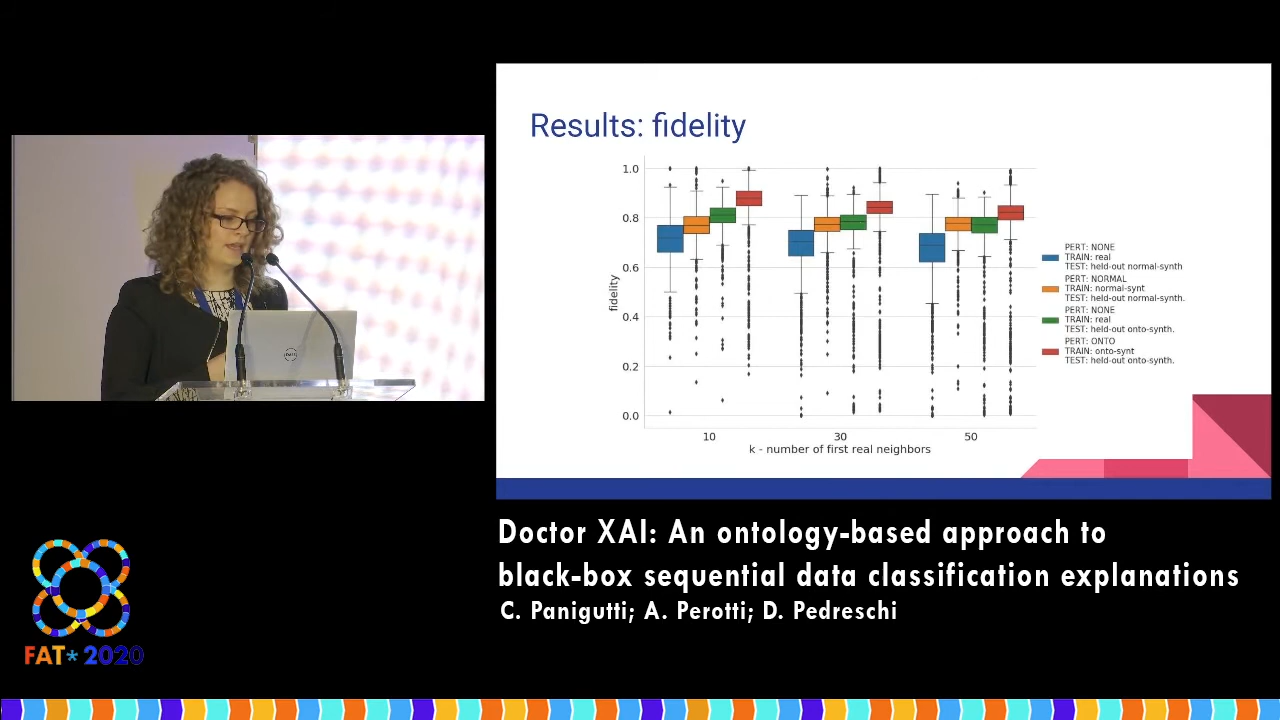 Results: fidelity
1.0
0.8
0.6
0.4
0.2
0.0
fidelity
10
30
50
k - number of first real neighbors
PERT: NONE
TRAIN: real
TEST: held-out normal-synth
PERT: NORMAL
TRAIN: normal-synt
TEST: held-out normal-synth.
PERT: NONE
TRAIN: real
TEST: held-out onto-synth.
PERT: ONTO
TRAIN: onto-synt
TEST: held-out onto-synth.
DELL
Doctor XAI: An ontology-based approach to
black-box sequential data classification explanations
C. Panigutti; A. Perotti; D. Pedreschi
FAT* 2020